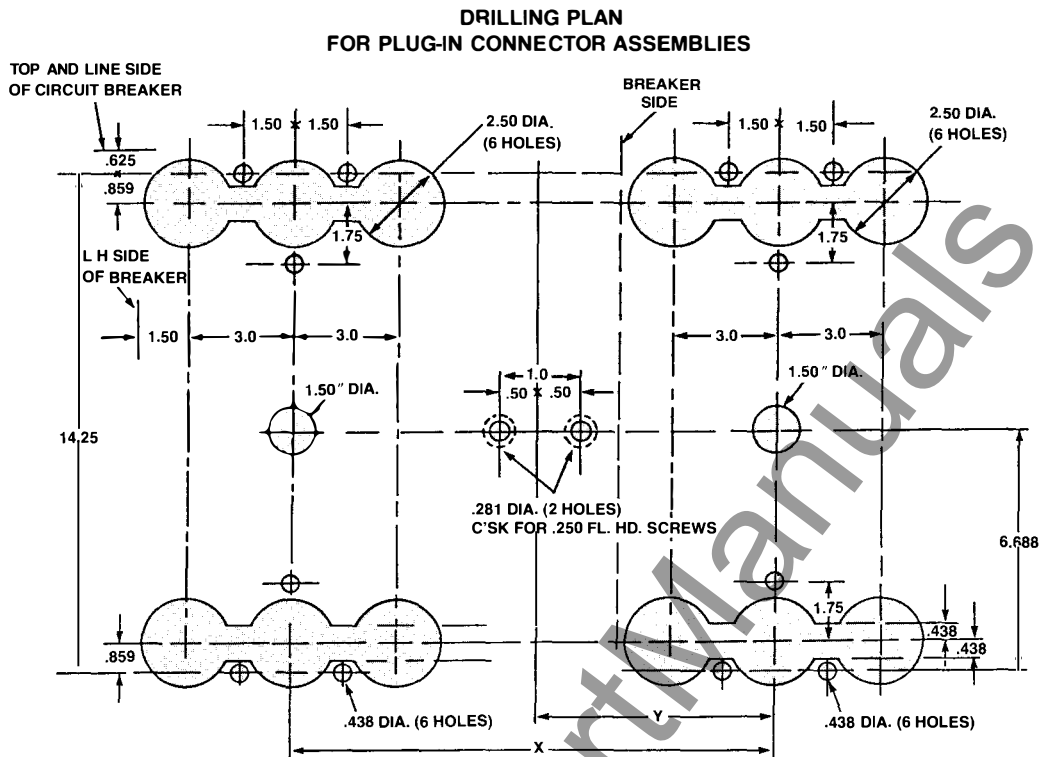 DRILLING PLAN
FOR PLUG-IN CONNECTOR ASSEMBLIES
TOP AND LINE SIDE
OF CIRCUIT BREAKER
BREAKER
SIDE
1.50 1.50
2.50 DIA.
(6 HOLES)
1.50 1.50
2.50 DIA.
(6 HOLES)
.625
.859
1.75
1.75
L H SIDE
OF BREAKER
1.50 3.0 3.0
3.0 3.0
1.0
.50 .50
1.50" DIA.
1.50" DIA.
14.25
.281 DIA. (2 HOLES)
C'SK FOR .250 FL. HD. SCREWS
6.688
1.75
.859
.438
.438
.438 DIA. (6 HOLES)
Y
.438 DIA. (6 HOLES)
X
rtManuals